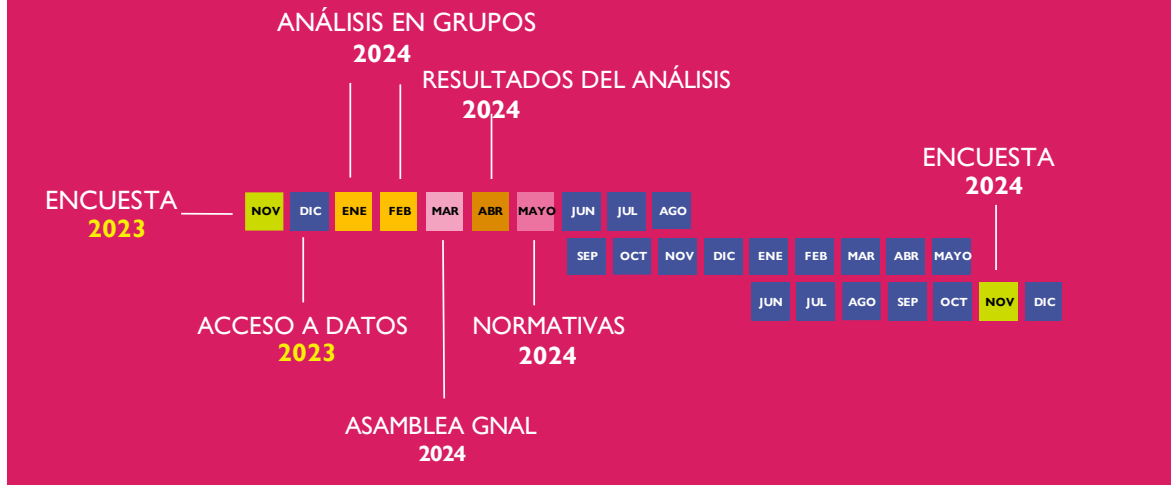 ANÁLISIS EN GRUPOS
2024
RESULTADOS DEL ANÁLISIS
2024
ENCUESTA
2024
ENCUESTA
2023
NOV DIC ENE FEB MAR ABR MAYO JUN JUL AGO
SEP OCT NOV DIC ENE FEB MAR ABR MAYO
JUN JUL AGO SEP OCT NOV DIC
ACCESO A DATOS
2023
NORMATIVAS
2024
ASAMBLEA GNAL
2024